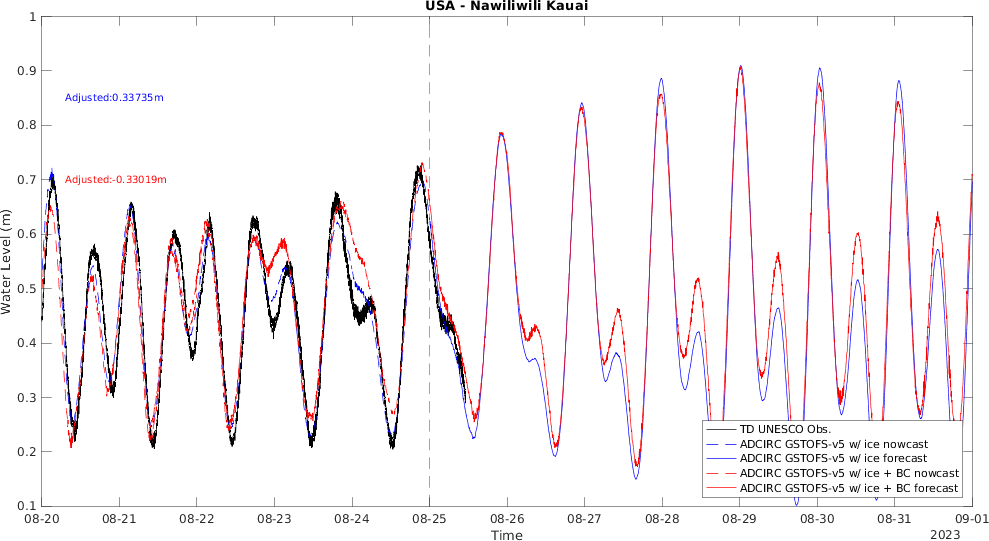 USA - Nawiliwili Kauai
1
0.9
0.8
0.7
0.6
0.5
0.4
0.3
0.2
0.1
Water Level (m)
Adjusted:0.33735m
Adjusted:-0.33019m
TD UNESCO Obs.
ADCIRC GSTOFS-v5 w/ ice nowcast
ADCIRC GSTOFS-v5 w/ ice forecast
ADCIRC GSTOFS-v5 w/ ice + BC nowcast
ADCIRC GSTOFS-v5 w/ ice + BC forecast
08-20 08-21 08-22 08-23 08-24 08-25 08-26 08-27 08-28 08-29 08-30 08-31 09-01
Time
2023